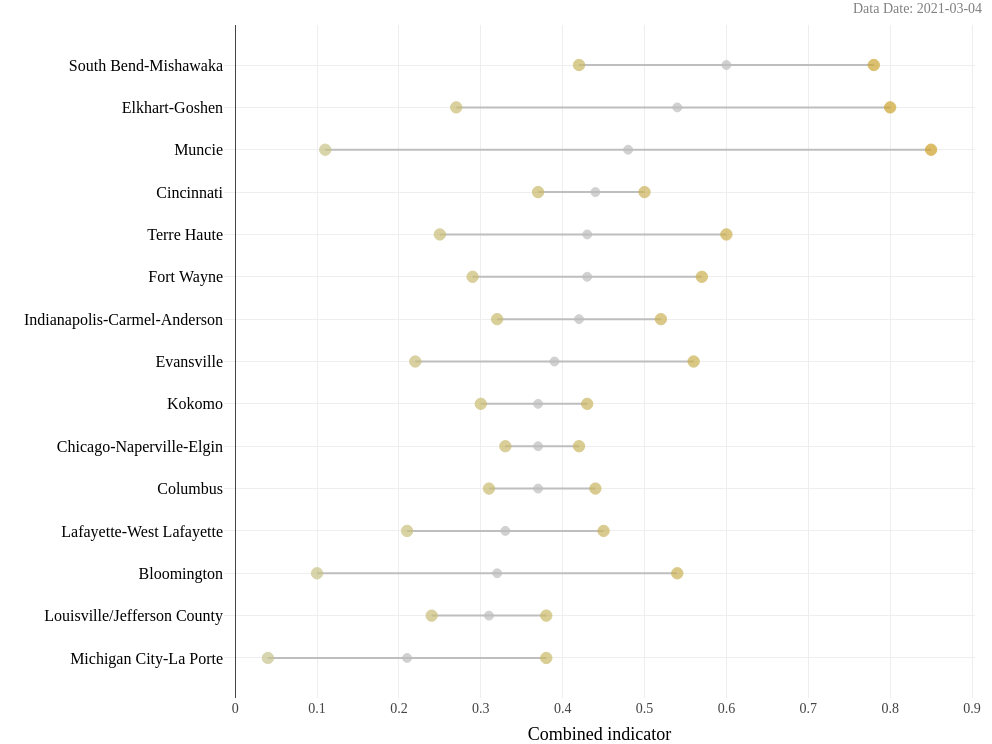 Data Date: 2021-03-04
South Bend-Mishawaka
Elkhart-Goshen
Muncie
Cincinnati
Terre Haute
Fort Wayne
Indianapolis-Carmel-Anderson
Evansville
Kokomo
Chicago-Naperville-Elgin
Columbus
Lafayette-West Lafayette
Bloomington
Louisville/Jefferson County
Michigan City-La Porte
0 0.1 0.2 0.3 0.4 0.5 0.6 0.7 0.8 0.9
Combined indicator